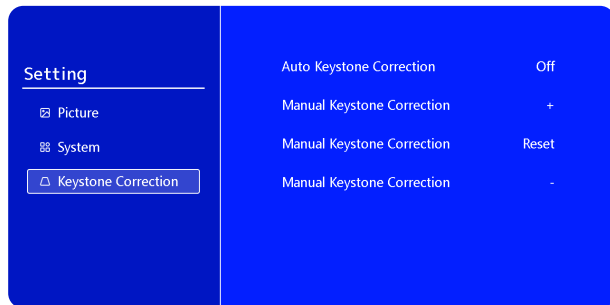 Setting
Picture
System
Keystone Correction
Auto Keystone Correction Off
Manual Keystone Correction +
Manual Keystone Correction Reset
Manual Keystone Correction -